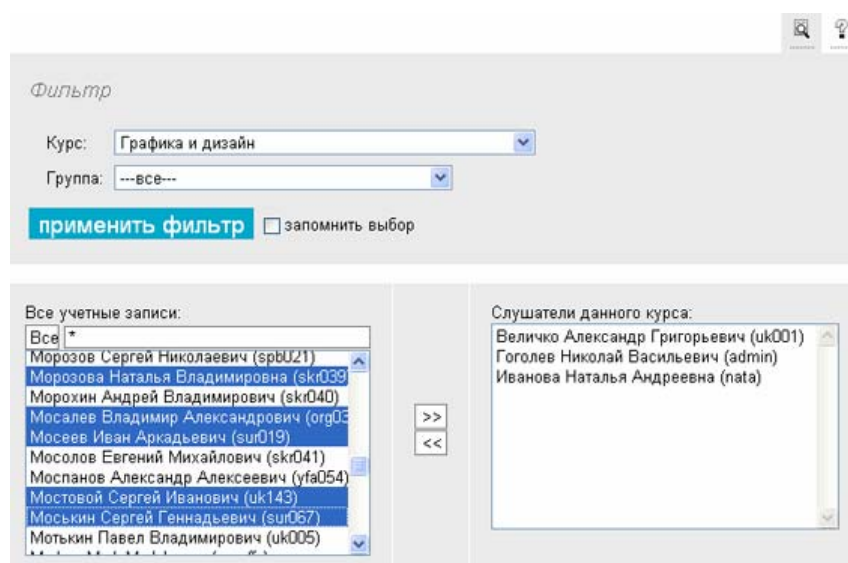 Фильтр
Курс: Графика и дизайн
Группа: ---все---
применить фильтр запомнить выбор
Все учетные записи:
Все *
Морозов Сергей Николаевич (spb021)
Морозова Наталья Владимировна (skr039
Морохин Андрей Владимирович (skr040)
Мосалев Владимир Александрович (org03
Мосеев Иван Аркадьевич (sur019)
Мосолов Евгений Михайлович (skr041)
Моспанов Александр Алексеевич (yfa054)
Мостовой Сергей Иванович (uk143)
Моськин Сергей Геннадьевич (sur067)
Мотькин Павел Владимирович (uk005)
>>
<<
Слушатели данного курса:
Величко Александр Григорьевич (uk001)
Гоголев Николай Васильевич (admin)
Иванова Наталья Андреевна (nata)